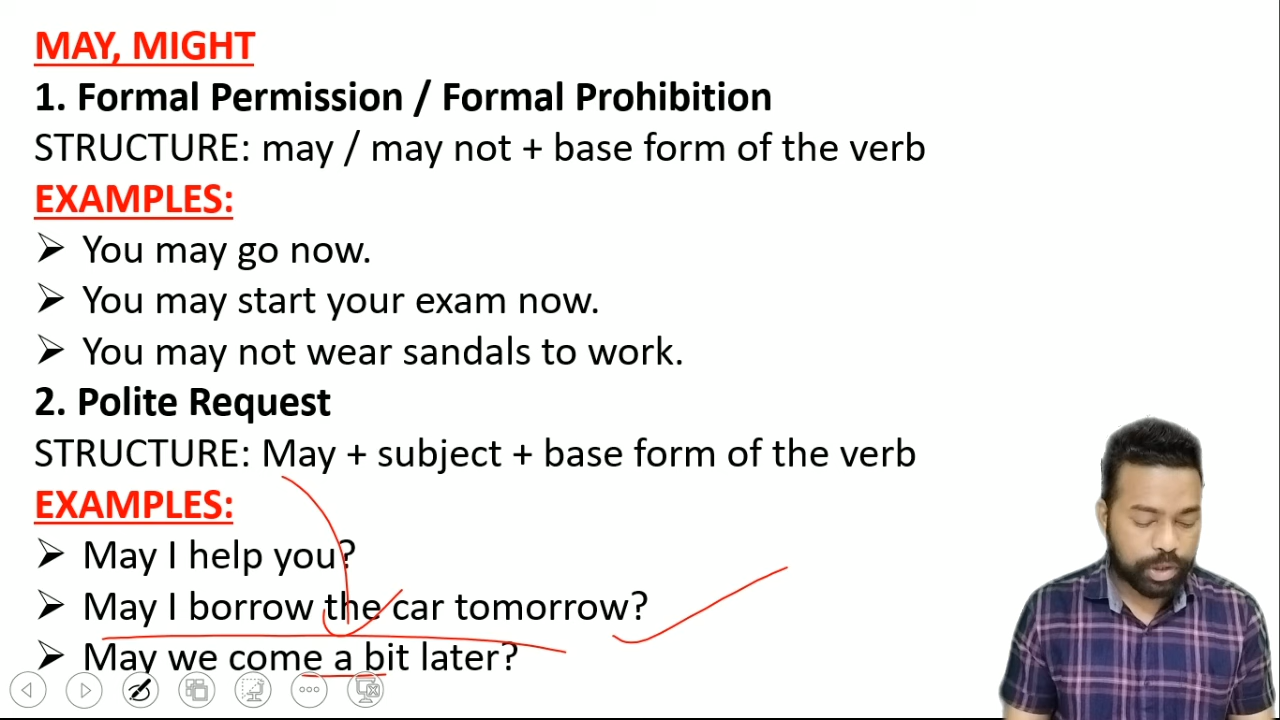 MAY, MIGHT
1. Formal Permission / Formal Prohibition
STRUCTURE: may / may not + base form of the verb
EXAMPLES:
➢ You may go now.
➢ You may start your exam now.
➢ You may not wear sandals to work.
2. Polite Request
STRUCTURE: May + subject + base form of the verb
EXAMPLES:
➢ May I help you?
➢ May I borrow the car tomorrow?
➢ May we come a bit later?